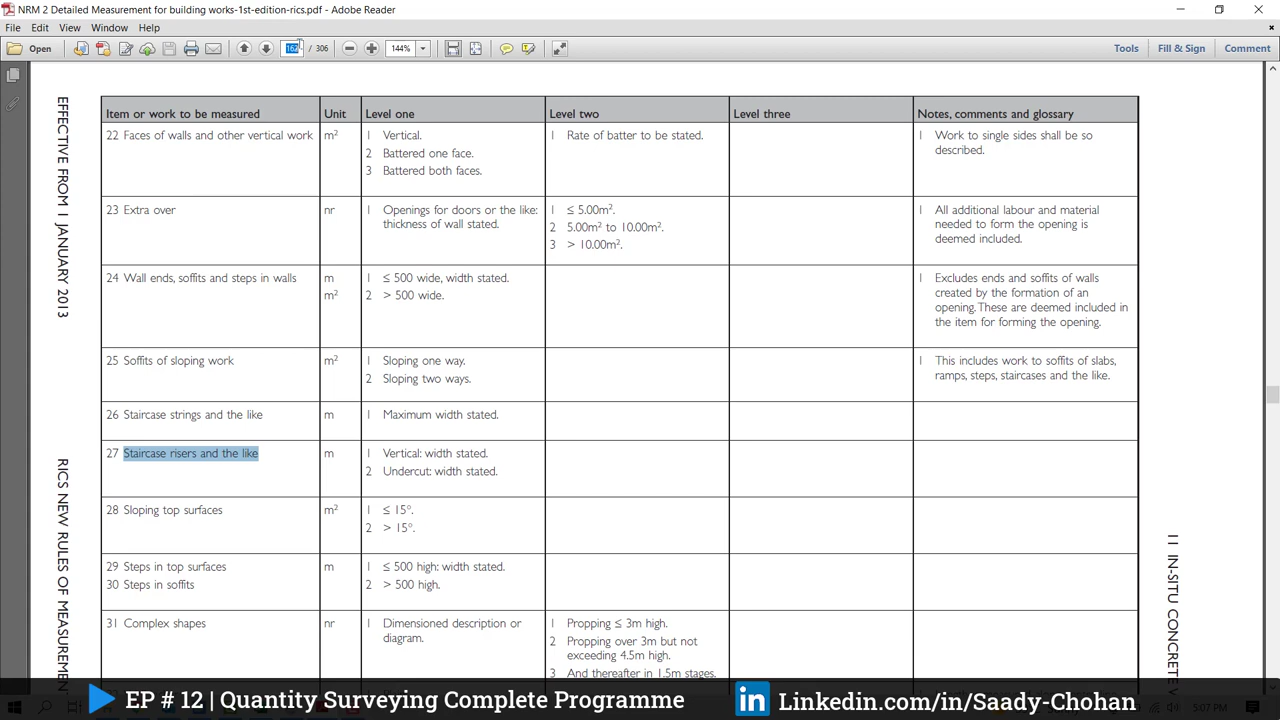 NRM 2 Detailed Measurement for building works-1st-edition-rics.pdf - Adobe Reader
File Edit View Window Help
Open 162 / 306 144% Tools Fill & Sign Comment
EFFECTIVE FROM 1 JANUARY 2013
RICS NEW RULES OF MEASUREMENT
Item or work to be measured Unit Level one Level two Level three Notes, comments and glossary
22 Faces of walls and other vertical work m² 1 Vertical. 1 Rate of batter to be stated. 1 Work to single sides shall be so
2 Battered one face. described.
3 Battered both faces.
23 Extra over nr 1 Openings for doors or the like: 1 ≤ 5.00m². 1 All additional labour and material
thickness of wall stated. 2 5.00m² to 10.00m². needed to form the opening is
3 > 10.00m². deemed included.
24 Wall ends, soffits and steps in walls m 1 ≤ 500 wide, width stated. 1 Excludes ends and soffits of walls
m² 2 > 500 wide. created by the formation of an
opening. These are deemed included in
the item for forming the opening.
25 Soffits of sloping work m² 1 Sloping one way. 1 This includes work to soffits of slabs,
2 Sloping two ways. ramps, steps, staircases and the like.
26 Staircase strings and the like m 1 Maximum width stated.
27 Staircase risers and the like m 1 Vertical: width stated.
2 Undercut: width stated.
28 Sloping top surfaces m² 1 ≤ 15°.
2 > 15°.
29 Steps in top surfaces m 1 ≤ 500 high: width stated.
30 Steps in soffits 2 > 500 high.
31 Complex shapes nr 1 Dimensioned description or 1 Propping ≤ 3m high.
diagram. 2 Propping over 3m but not
exceeding 4.5m high.
3 And thereafter in 1.5m stages.
11 IN-SITU CONCRETE
EP # 12 | Quantity Surveying Complete Programme
in Linkedin.com/in/Saady-Chohan
5:07 PM